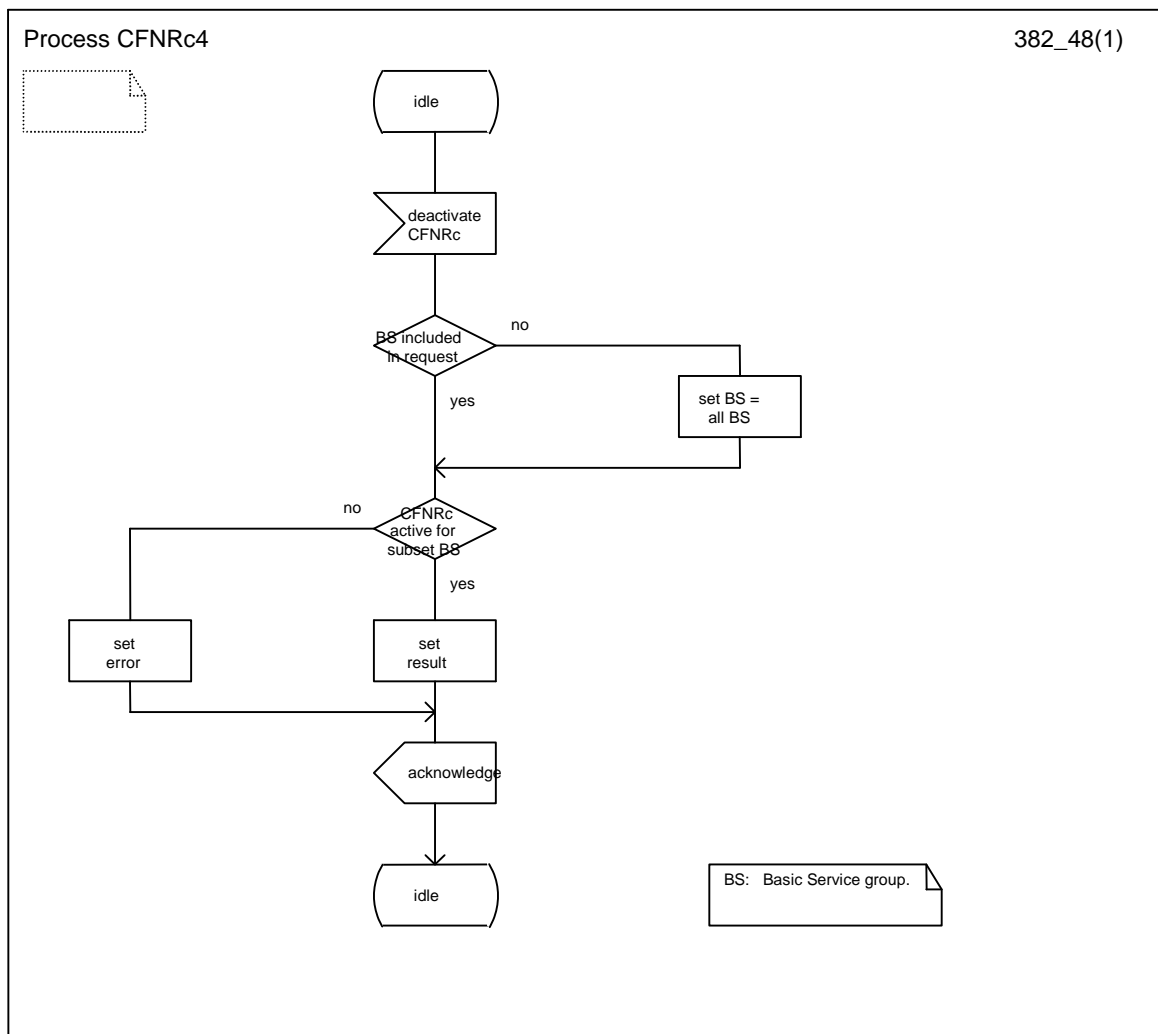 Process CFNRc4
382_48(1)
idle
deactivate
CFNRc
BS included
in request
no
yes
set BS =
all BS
CFNRc
active for
subset BS
no
yes
set
error
set
result
acknowledge
idle
BS: Basic Service group.